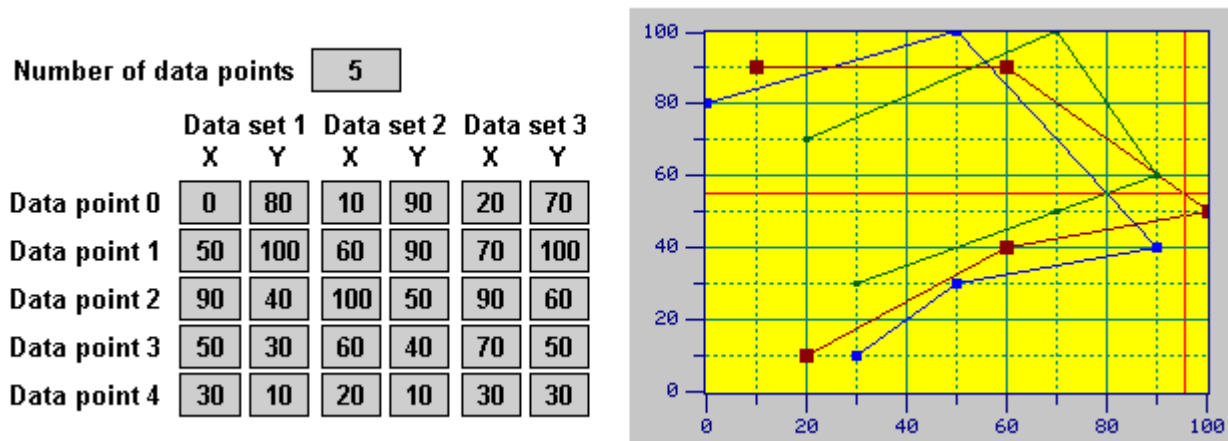 Number of data points 5
Data set 1 Data set 2 Data set 3
X Y X Y X Y
Data point 0 0 80 10 90 20 70
Data point 1 50 100 60 90 70 100
Data point 2 90 40 100 50 90 60
Data point 3 50 30 60 40 70 50
Data point 4 30 10 20 10 30 30
100
80
60
40
20
0
0 20 40 60 80 100